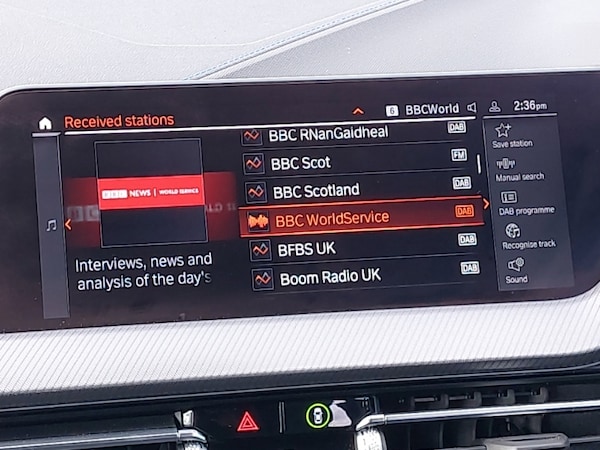 Received stations
6 BBCWorld 2:36pm
BBC RNanGaidheal DAB
BBC Scot FM
BBC Scotland DAB
BBC WorldService DAB
BFBS UK DAB
Boom Radio UK DAB
BBC NEWS | WORLD SERVICE
Interviews, news and
analysis of the day's
Save station
Manual search
DAB programme
Recognise track
Sound